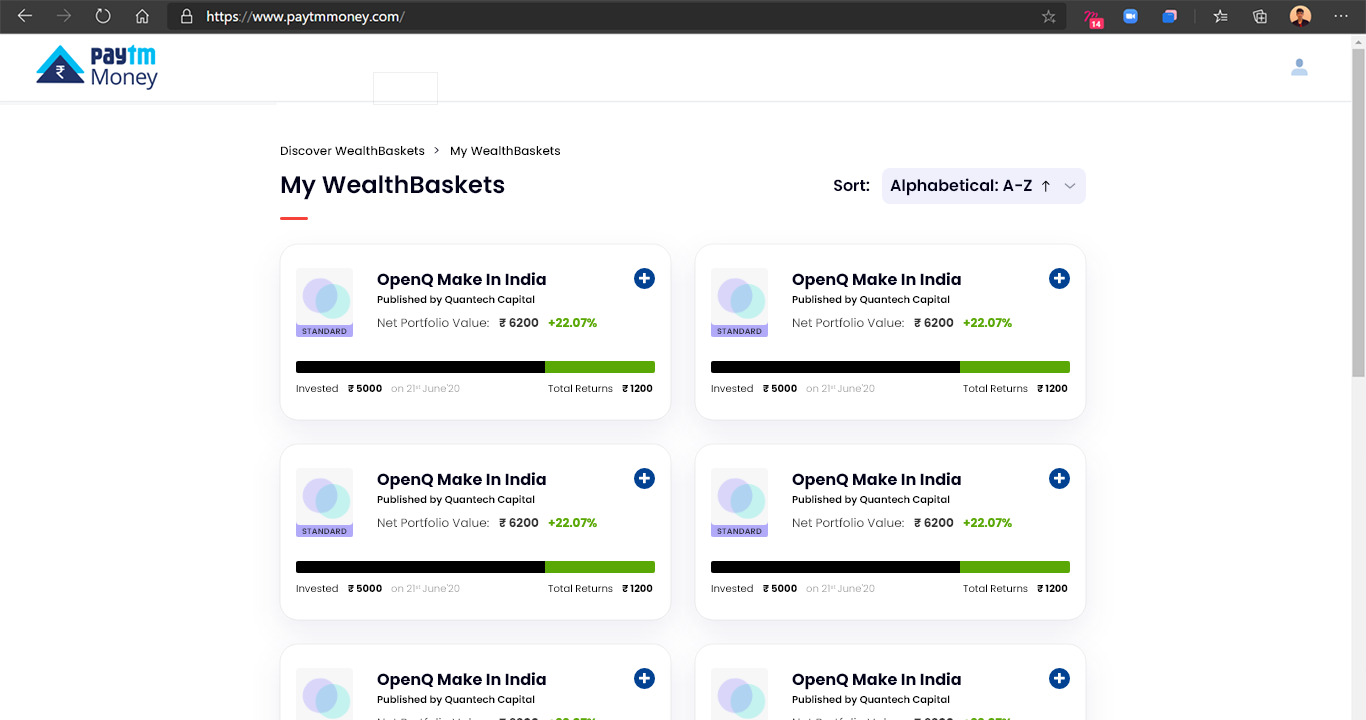 https://www.paytmmoney.com/
14
₹
paytm
Money
Discover WealthBaskets > My WealthBaskets
My WealthBaskets
Sort: Alphabetical: A-Z ↑
OpenQ Make In India
Published by Quantech Capital
Net Portfolio Value: ₹ 6200 +22.07%
STANDARD
Invested ₹ 5000 on 21st June'20 Total Returns ₹ 1200
OpenQ Make In India
Published by Quantech Capital
Net Portfolio Value: ₹ 6200 +22.07%
STANDARD
Invested ₹ 5000 on 21st June'20 Total Returns ₹ 1200
OpenQ Make In India
Published by Quantech Capital
Net Portfolio Value: ₹ 6200 +22.07%
STANDARD
Invested ₹ 5000 on 21st June'20 Total Returns ₹ 1200
OpenQ Make In India
Published by Quantech Capital
Net Portfolio Value: ₹ 6200 +22.07%
STANDARD
Invested ₹ 5000 on 21st June'20 Total Returns ₹ 1200
OpenQ Make In India
Published by Quantech Capital
OpenQ Make In India
Published by Quantech Capital